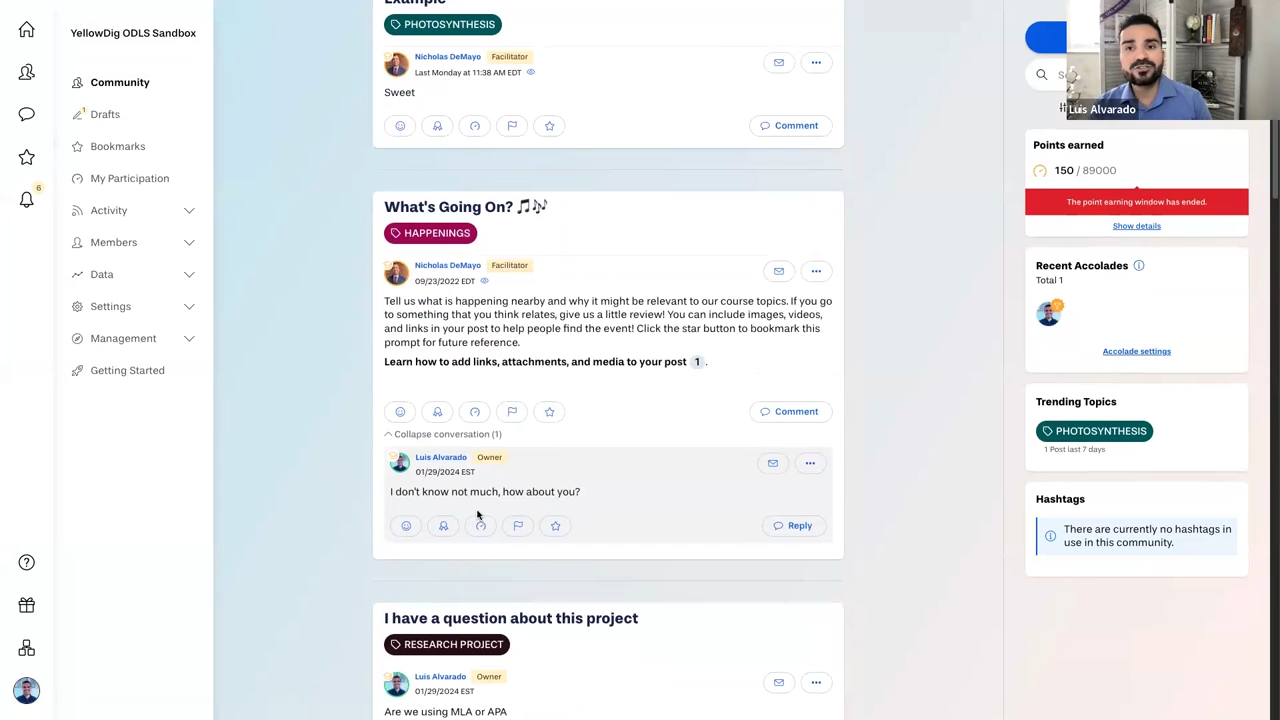 YellowDig ODLS Sandbox
Community
1
Drafts
Bookmarks
My Participation
6
Activity
Members
Data
Settings
Management
Getting Started
Example
PHOTOSYNTHESIS
Nicholas DeMayo Facilitator
Last Monday at 11:38 AM EDT
Sweet
Comment
What's Going On? 🎵🎶
HAPPENINGS
Nicholas DeMayo Facilitator
09/23/2022 EDT
Tell us what is happening nearby and why it might be relevant to our course topics. If you go
to something that you think relates, give us a little review! You can include images, videos,
and links in your post to help people find the event! Click the star button to bookmark this
prompt for future reference.
Learn how to add links, attachments, and media to your post 1 .
Comment
Collapse conversation (1)
Luis Alvarado Owner
01/29/2024 EST
I don't know not much, how about you?
Reply
I have a question about this project
RESEARCH PROJECT
Luis Alvarado Owner
01/29/2024 EST
Are we using MLA or APA
Luis Alvarado
Points earned
150 / 89000
The point earning window has ended.
Show details
Recent Accolades
Total 1
Accolade settings
Trending Topics
PHOTOSYNTHESIS
1 Post last 7 days
Hashtags
There are currently no hashtags in
use in this community.